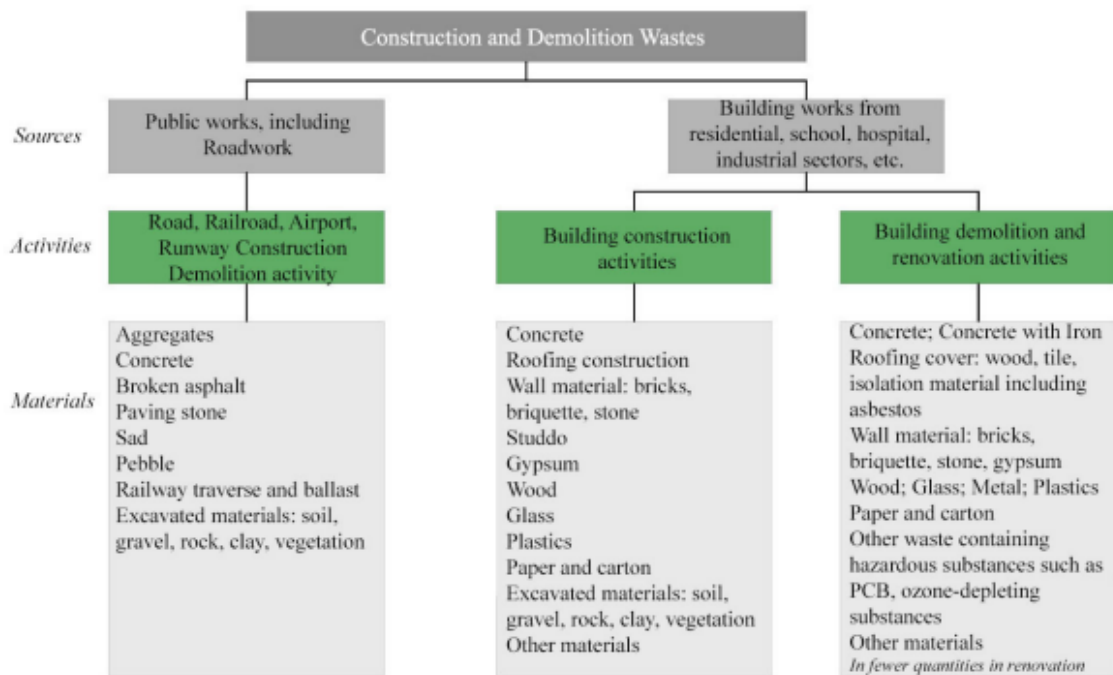 Construction and Demolition Wastes
Sources
Public works, including
Roadwork
Building works from
residential, school, hospital,
industrial sectors, etc.
Activities
Road, Railroad, Airport,
Runway Construction
Demolition activity
Building construction
activities
Building demolition and
renovation activities
Materials
Aggregates
Concrete
Broken asphalt
Paving stone
Sad
Pebble
Railway traverse and ballast
Excavated materials: soil,
gravel, rock, clay, vegetation
Concrete
Roofing construction
Wall material: bricks,
briquette, stone
Studdo
Gypsum
Wood
Glass
Plastics
Paper and carton
Excavated materials: soil,
gravel, rock, clay, vegetation
Other materials
Concrete; Concrete with Iron
Roofing cover: wood, tile,
isolation material including
asbestos
Wall material: bricks,
briquette, stone, gypsum
Wood; Glass; Metal; Plastics
Paper and carton
Other waste containing
hazardous substances such as
PCB, ozone-depleting
substances
Other materials
In fewer quantities in renovation